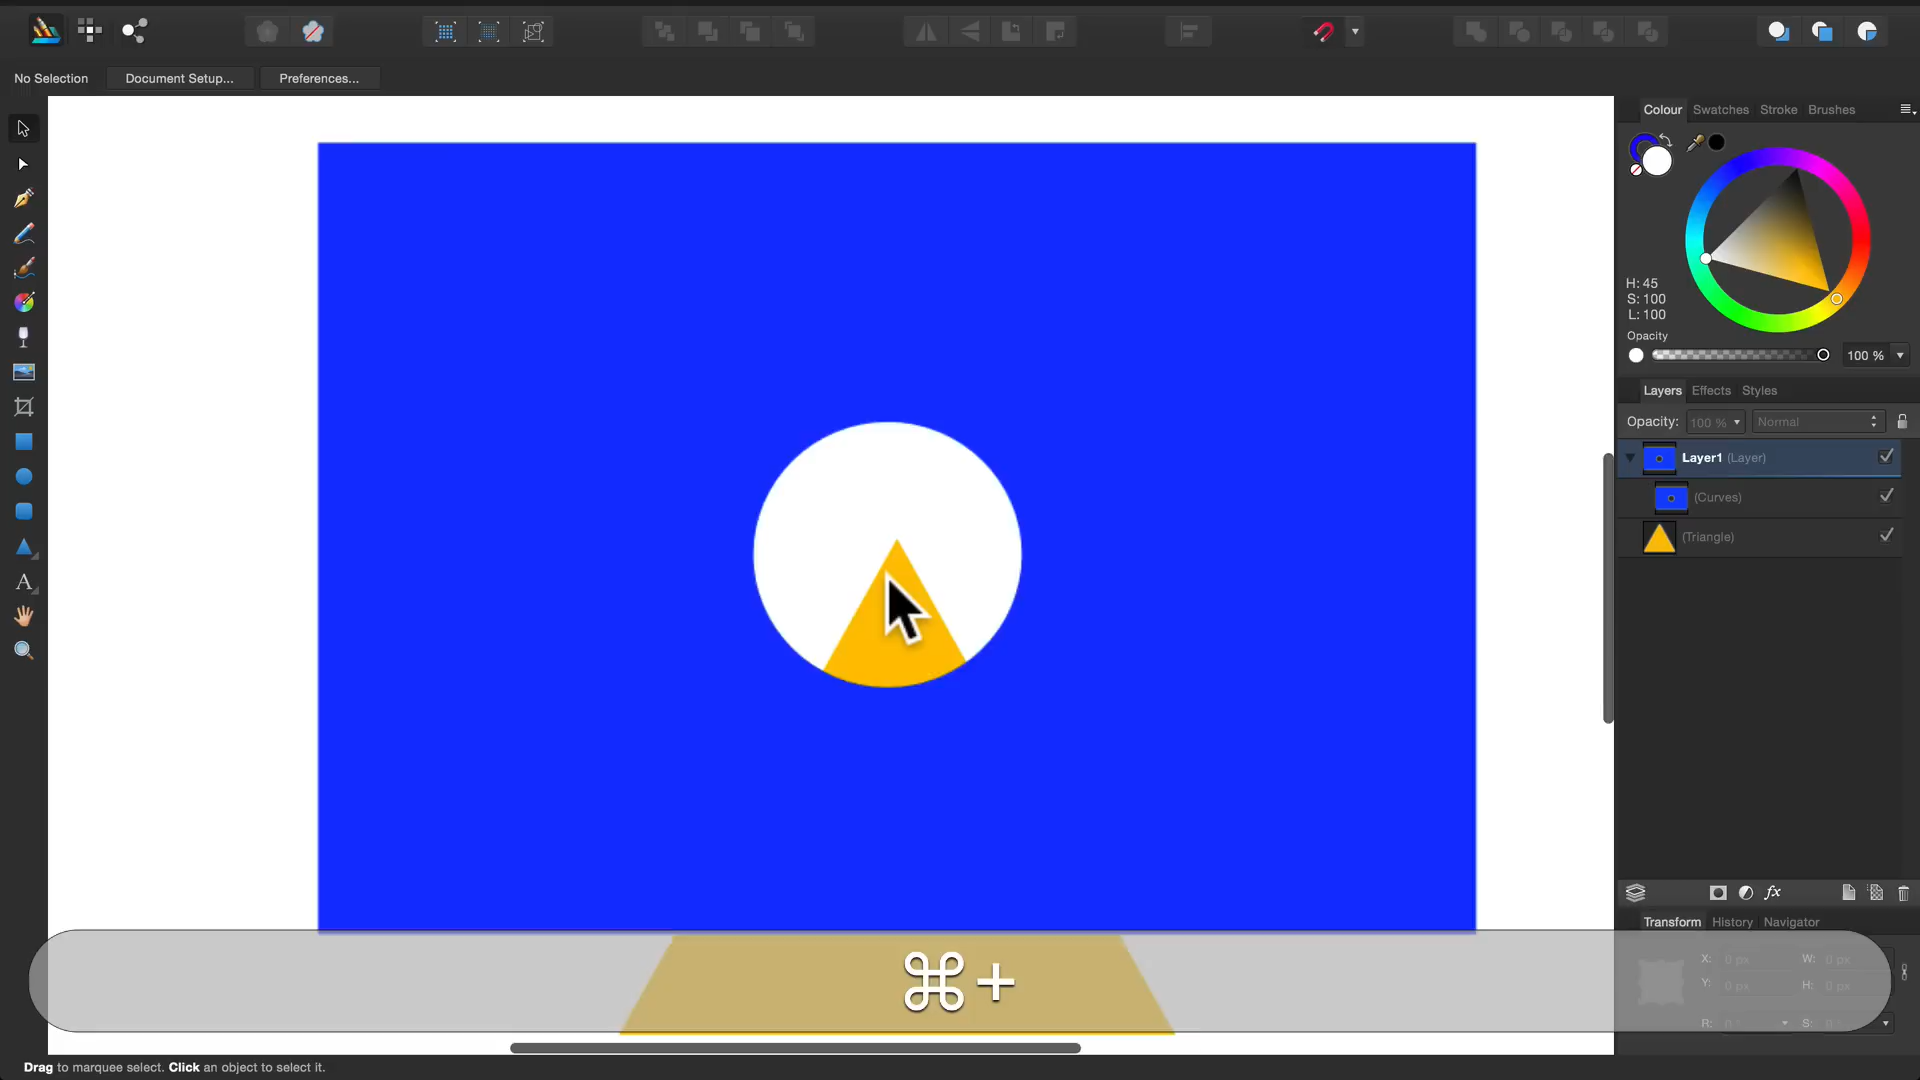 No Selection
Document Setup...
Preferences...
Colour Swatches Stroke Brushes
H: 45
S: 100
L: 100
Opacity
100 %
Layers Effects Styles
Opacity: 100 % Normal
Layer1 (Layer)
(Curves)
(Triangle)
fx
Transform History Navigator
X: 0 px W: 0 px
Y: 0 px H: 0 px
R: S:
A
⌘+
Drag to marquee select. Click an object to select it.